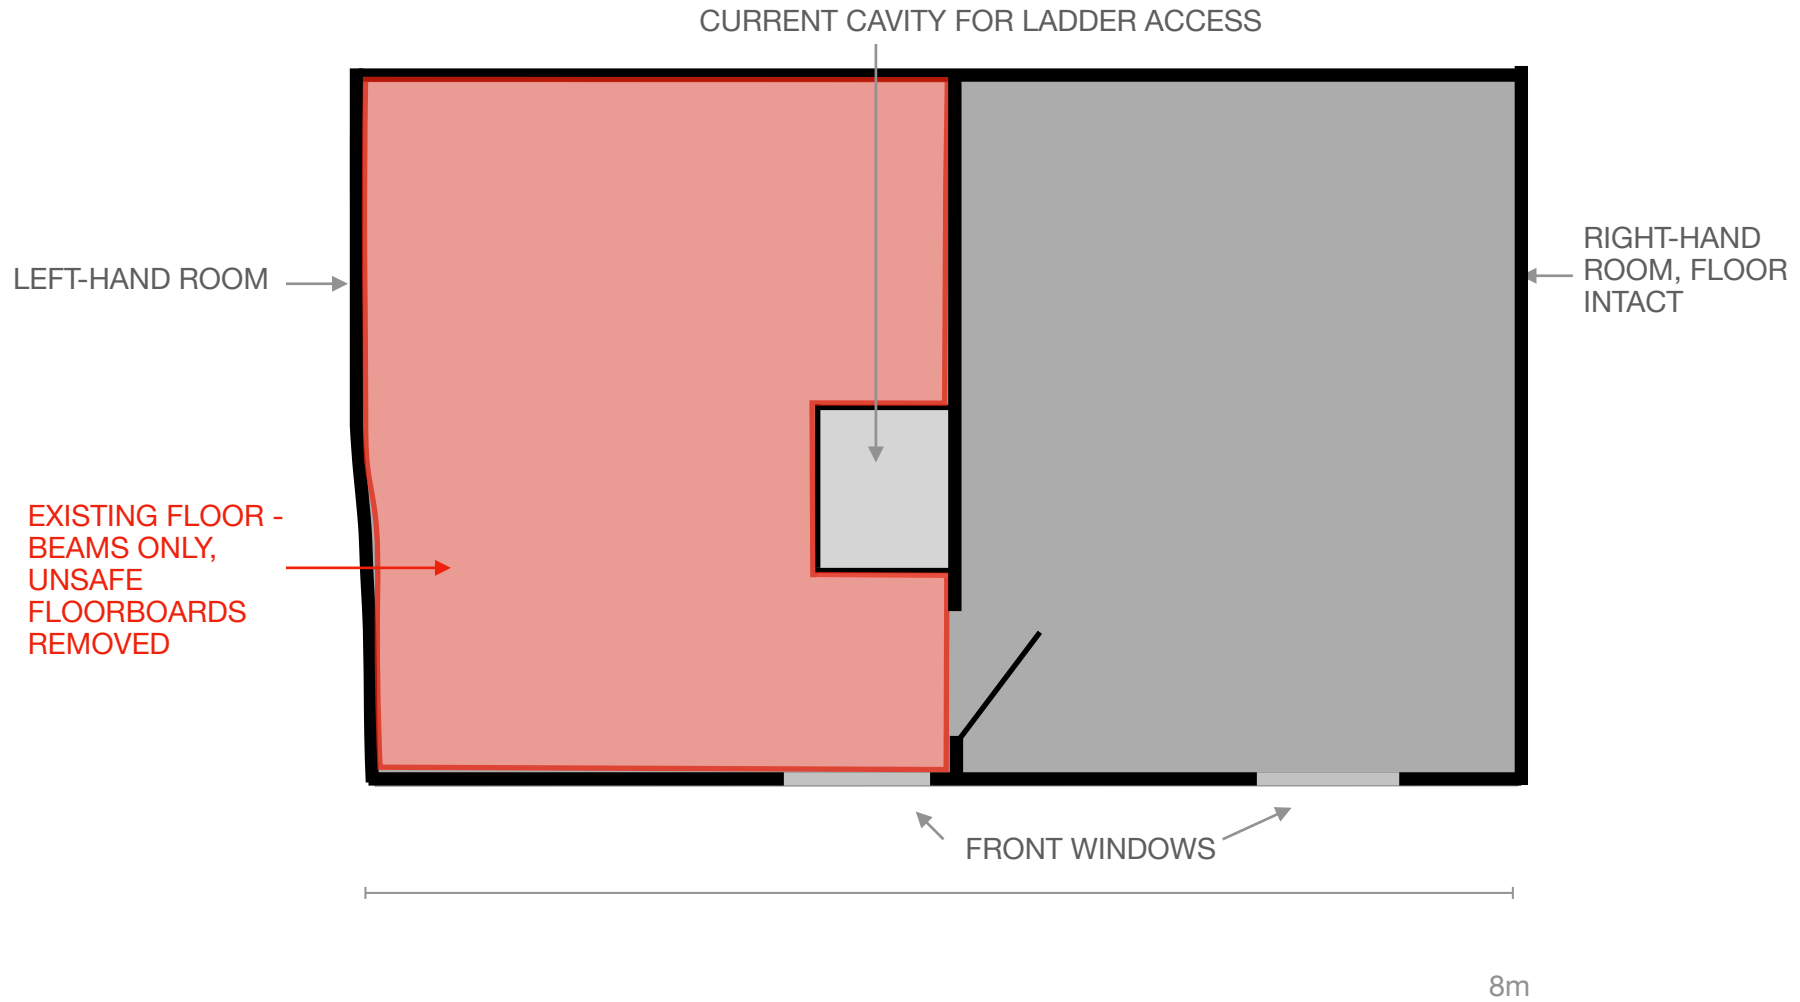 CURRENT CAVITY FOR LADDER ACCESS
LEFT-HAND ROOM
RIGHT-HAND
ROOM, FLOOR
INTACT
EXISTING FLOOR -
BEAMS ONLY,
UNSAFE
FLOORBOARDS
REMOVED
FRONT WINDOWS
8m